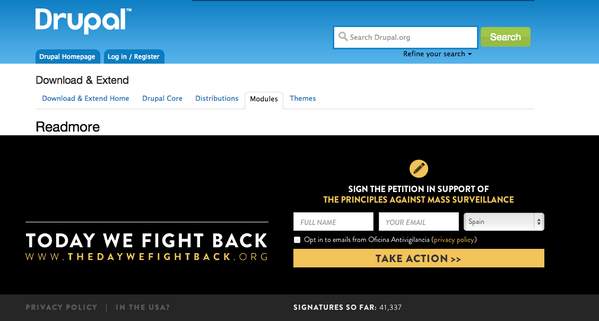 Drupal™
Search Drupal.org
Search
Refine your search
Drupal Homepage
Log in / Register
Download & Extend
Download & Extend Home
Drupal Core
Distributions
Modules
Themes
Readmore
SIGN THE PETITION IN SUPPORT OF
THE PRINCIPLES AGAINST MASS SURVEILLANCE
FULL NAME
YOUR EMAIL
Spain
Opt in to emails from Oficina Antivigilancia (privacy policy)
TAKE ACTION >>
TODAY WE FIGHT BACK
WWW.THEDAYWEFIGHTBACK.ORG
PRIVACY POLICY | IN THE USA?
SIGNATURES SO FAR: 41,337